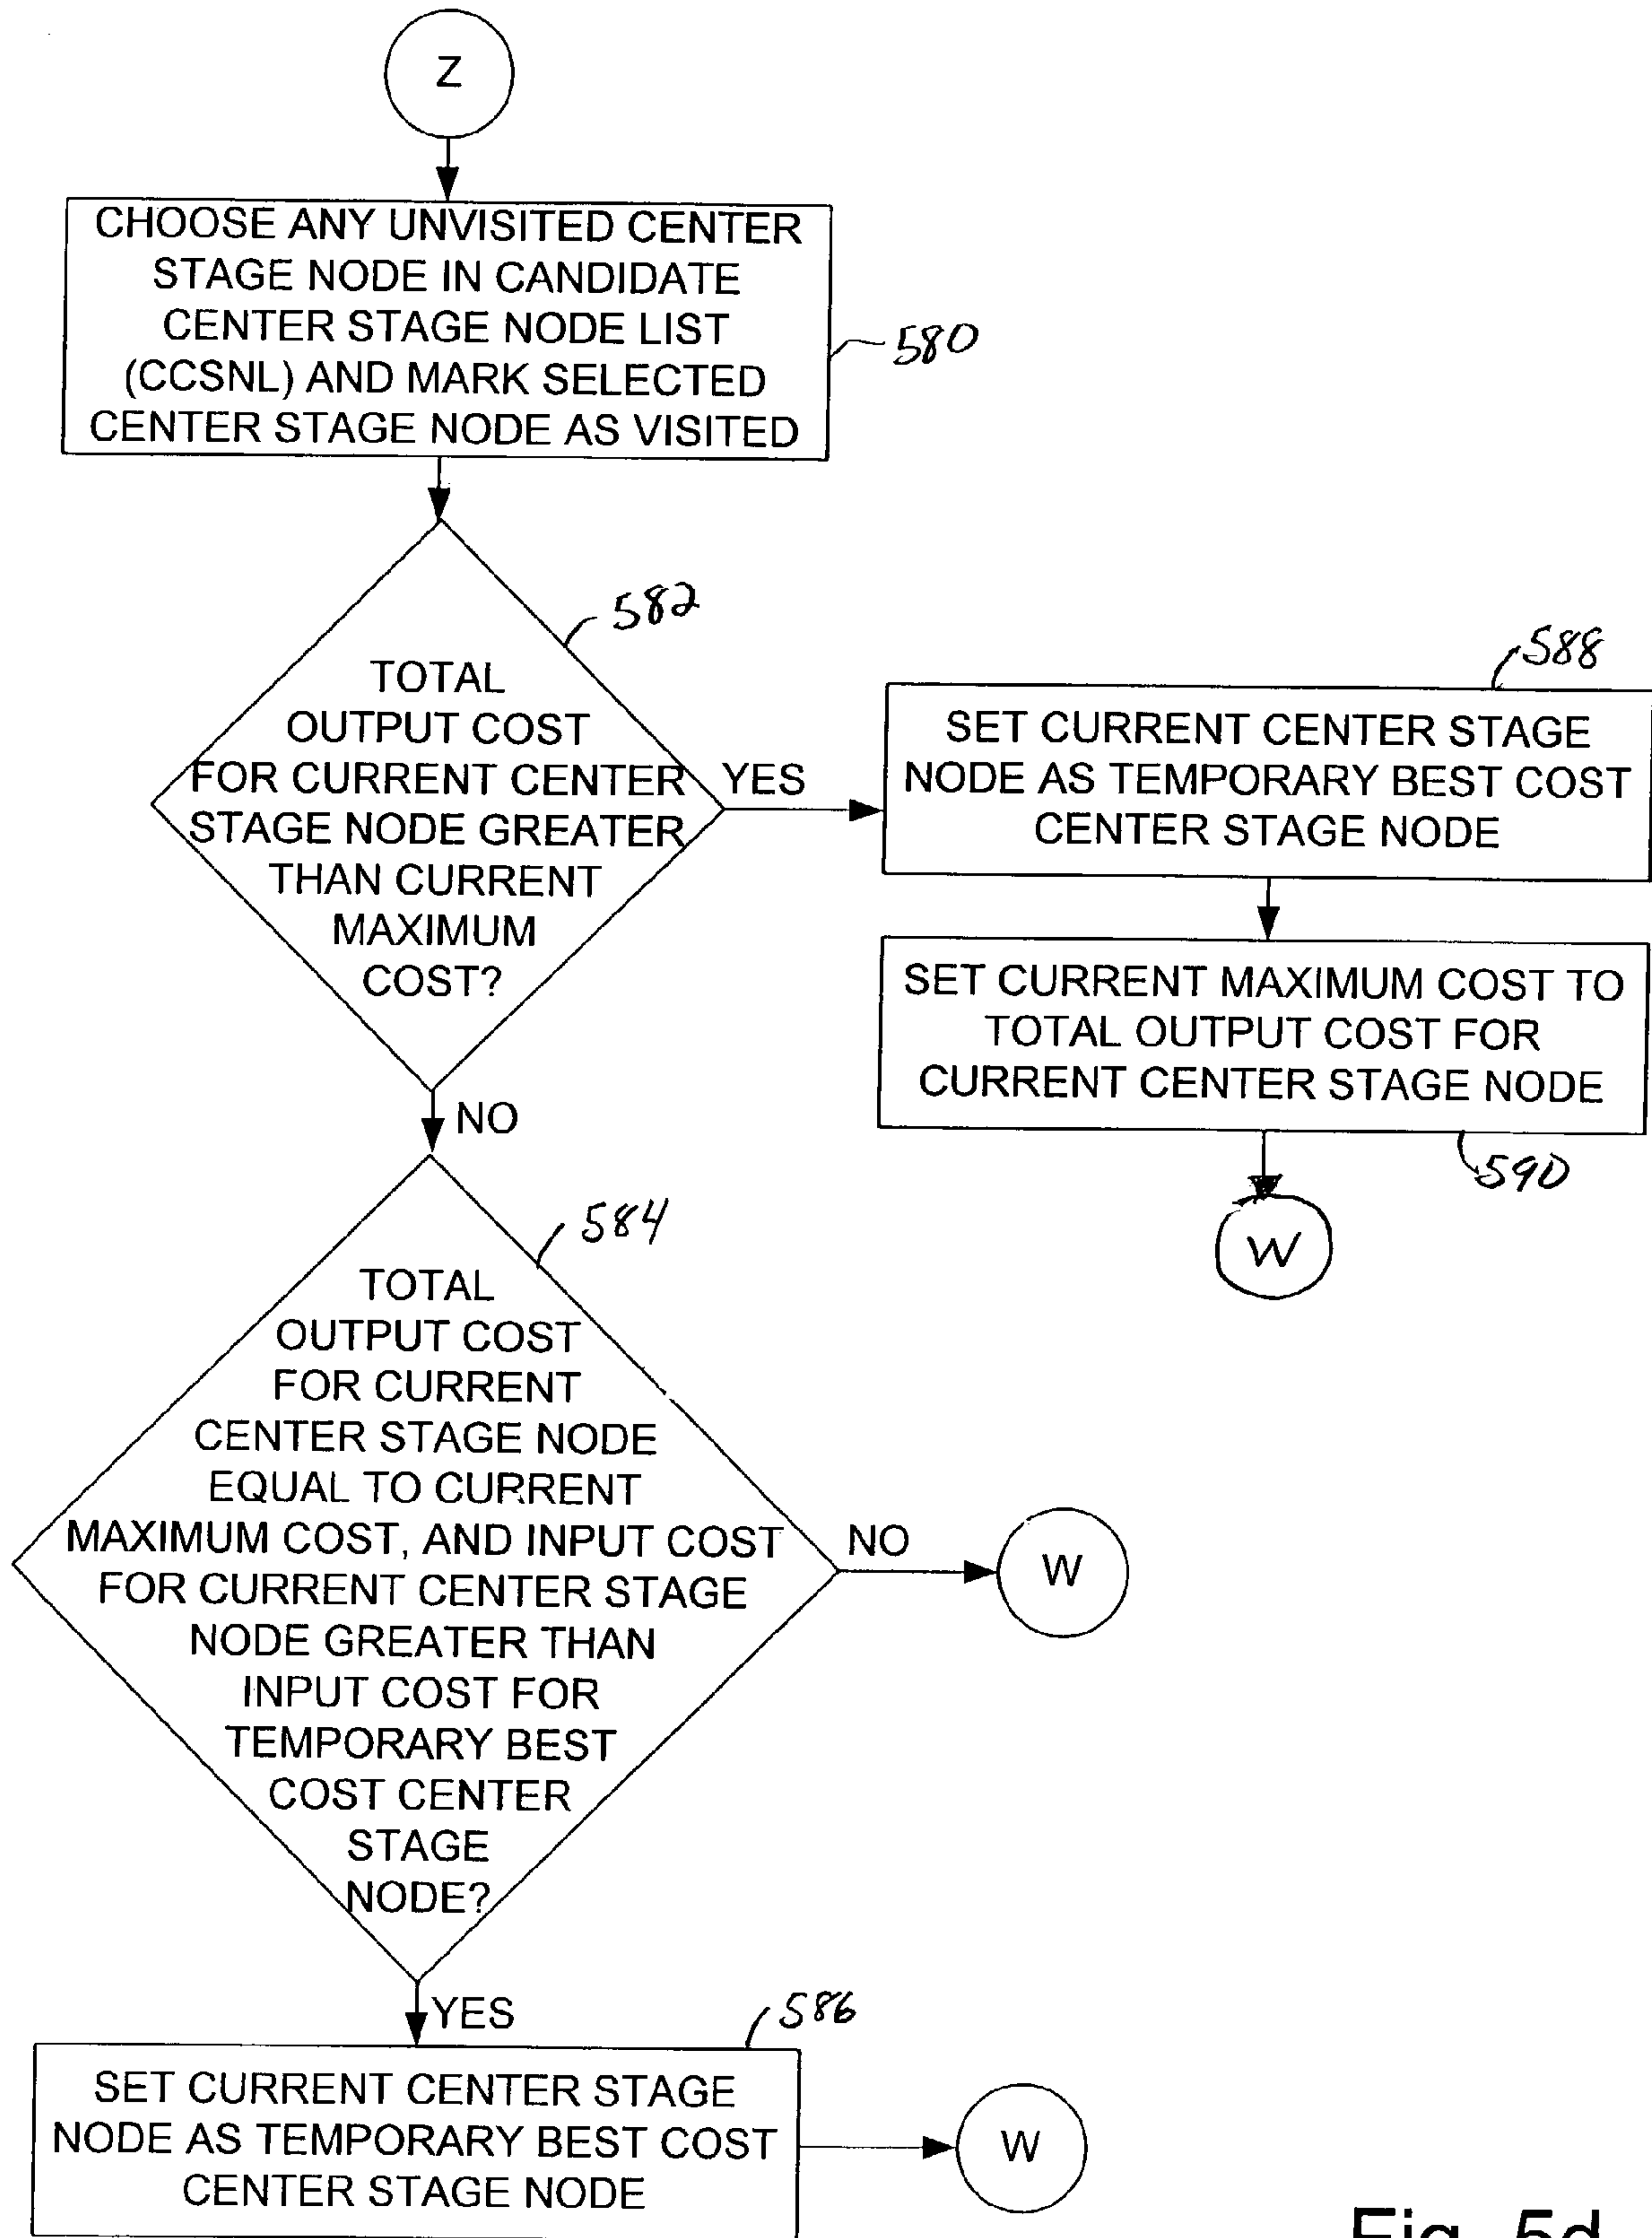 Z
CHOOSE ANY UNVISITED CENTER
STAGE NODE IN CANDIDATE
CENTER STAGE NODE LIST
(CCSNL) AND MARK SELECTED
CENTER STAGE NODE AS VISITED
580
582
TOTAL
OUTPUT COST
FOR CURRENT CENTER
STAGE NODE GREATER
THAN CURRENT
MAXIMUM
COST?
YES
588
SET CURRENT CENTER STAGE
NODE AS TEMPORARY BEST COST
CENTER STAGE NODE
SET CURRENT MAXIMUM COST TO
TOTAL OUTPUT COST FOR
CURRENT CENTER STAGE NODE
590
W
NO
584
TOTAL
OUTPUT COST
FOR CURRENT
CENTER STAGE NODE
EQUAL TO CURRENT
MAXIMUM COST, AND INPUT COST
FOR CURRENT CENTER STAGE
NODE GREATER THAN
INPUT COST FOR
TEMPORARY BEST
COST CENTER
STAGE
NODE?
NO
W
YES
586
SET CURRENT CENTER STAGE
NODE AS TEMPORARY BEST COST
CENTER STAGE NODE
W
Fig. 5d